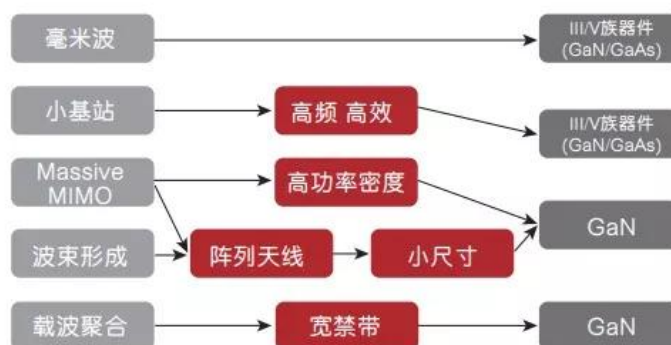 毫米波
III/V族器件
(GaN/GaAs)
小基站
高频 高效
III/V族器件
(GaN/GaAs)
Massive
MIMO
高功率密度
GaN
波束形成
阵列天线
小尺寸
载波聚合
宽禁带
GaN